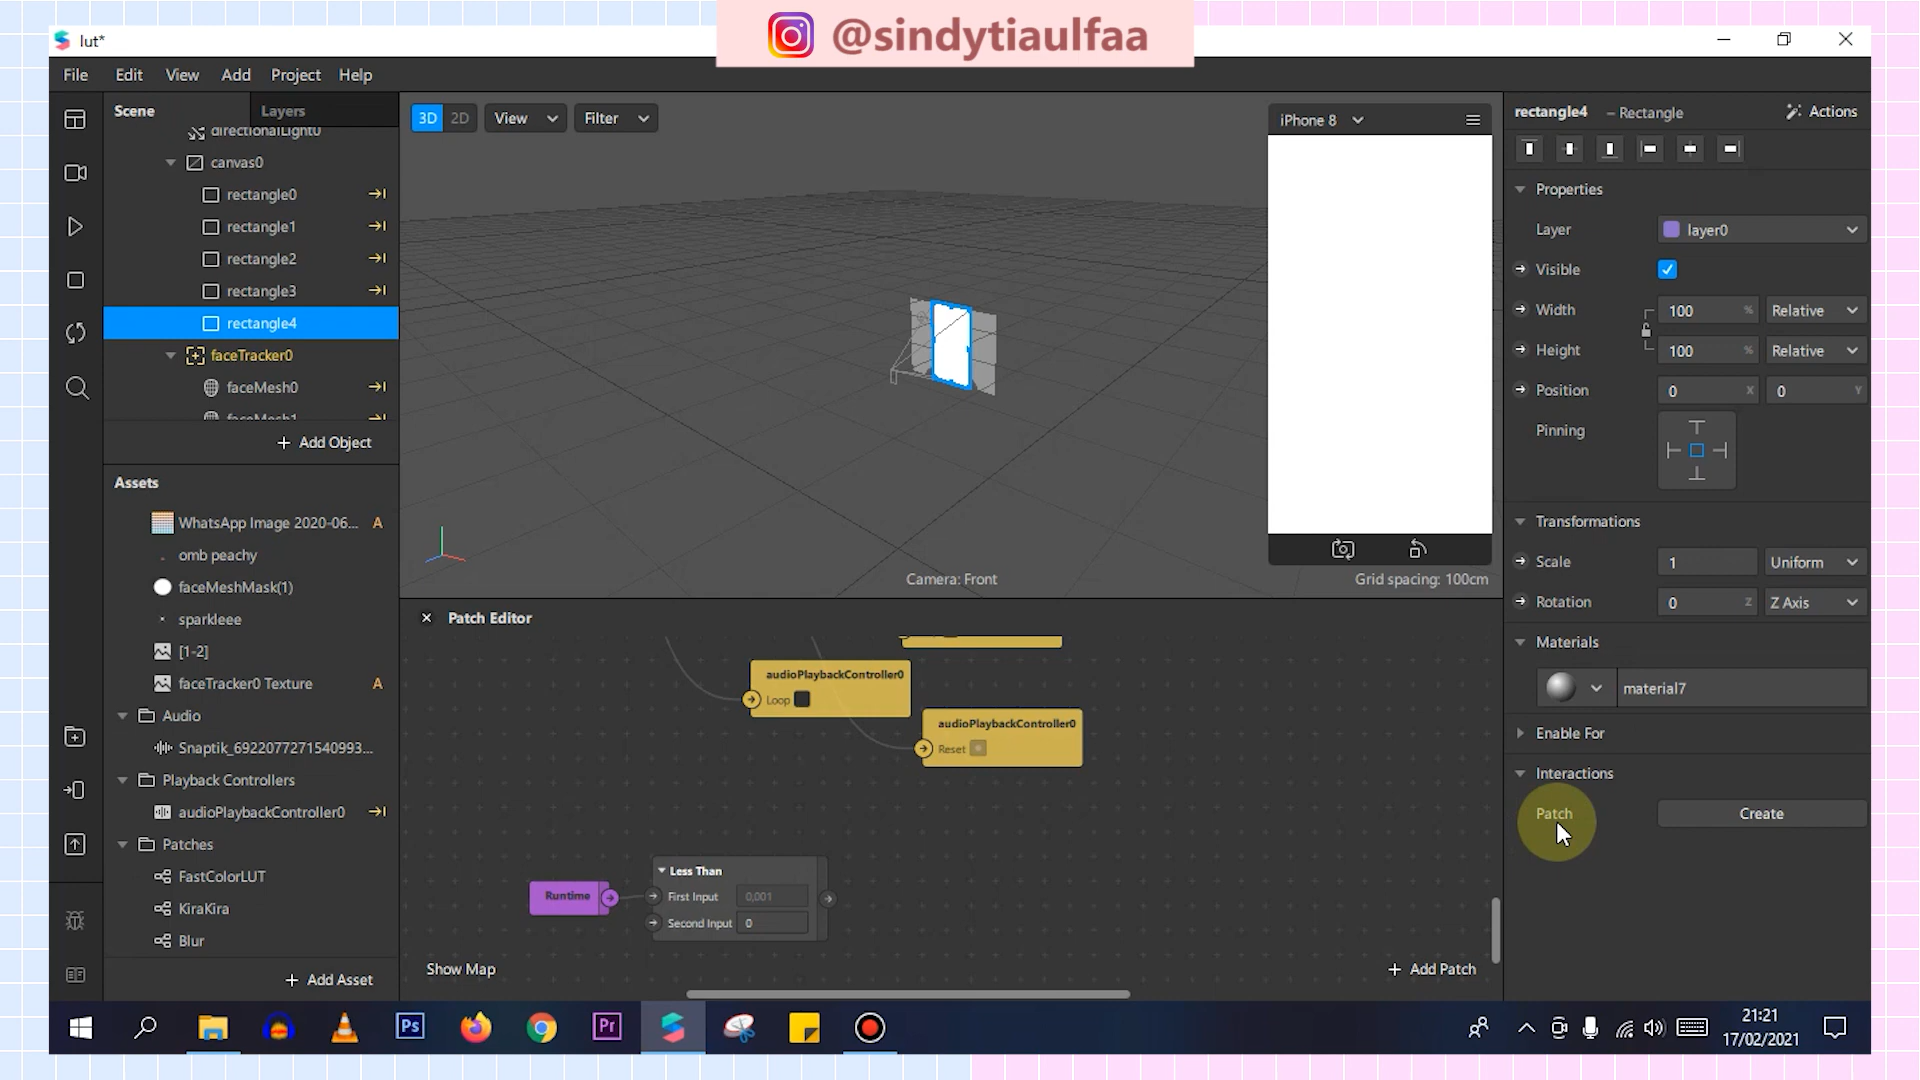 @sindytiaulfaa
lut*
File Edit View Add Project Help
Scene Layers
directionalLight0
canvas0
rectangle0
rectangle1
rectangle2
rectangle3
rectangle4
faceTracker0
faceMesh0
faceMesh1
+ Add Object
Assets
WhatsApp Image 2020-06... A
omb peachy
faceMeshMask(1)
sparkleee
[1-2]
faceTracker0 Texture A
Audio
Snaptik_6922077271540993...
Playback Controllers
audioPlaybackController0
Patches
FastColorLUT
KiraKira
Blur
+ Add Asset
3D 2D View Filter
iPhone 8
Camera: Front
Grid spacing: 100cm
Patch Editor
audioPlaybackController0
Loop
audioPlaybackController0
Reset
Runtime
Less Than
First Input 0,001
Second Input 0
Show Map
+ Add Patch
rectangle4 – Rectangle Actions
Properties
Layer layer0
Visible
Width 100 % Relative
Height 100 % Relative
Position 0 X 0 Y
Pinning
Transformations
Scale 1 Uniform
Rotation 0 Z Z Axis
Materials
material7
Enable For
Interactions
Patch Create
Ps
Pr
21:21
17/02/2021